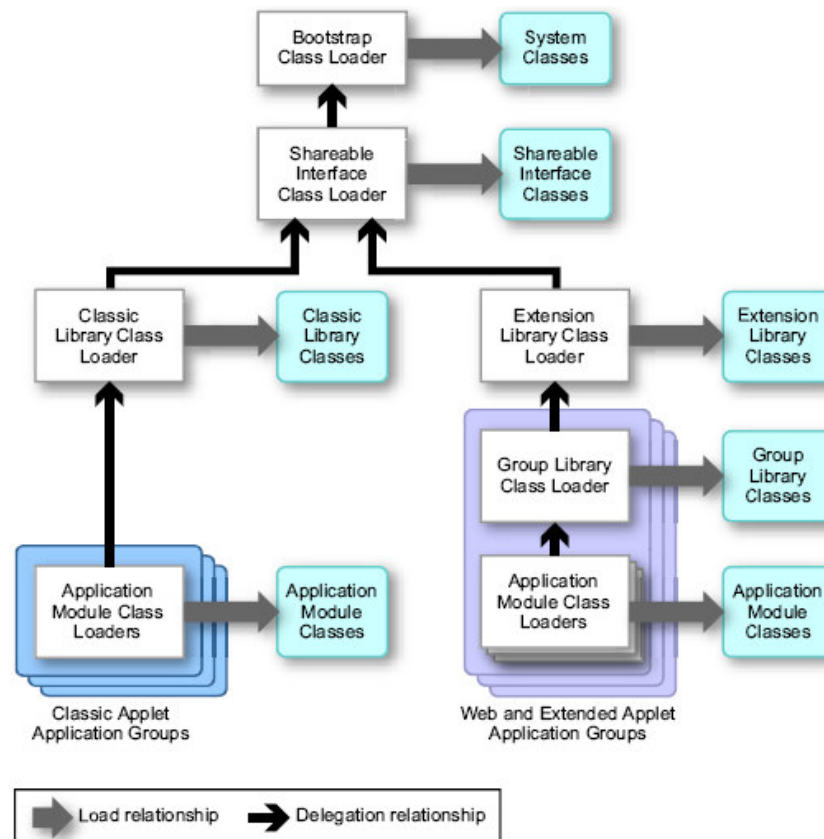 Bootstrap
Class Loader
System
Classes
Shareable
Interface
Class Loader
Shareable
Interface
Classes
Classic
Library Class
Loader
Classic
Library
Classes
Extension
Library Class
Loader
Extension
Library
Classes
Group Library
Class Loader
Group
Library
Classes
Application
Module Class
Loaders
Application
Module
Classes
Application
Module Class
Loaders
Application
Module
Classes
Classic Applet
Application Groups
Web and Extended Applet
Application Groups
Load relationship
Delegation relationship